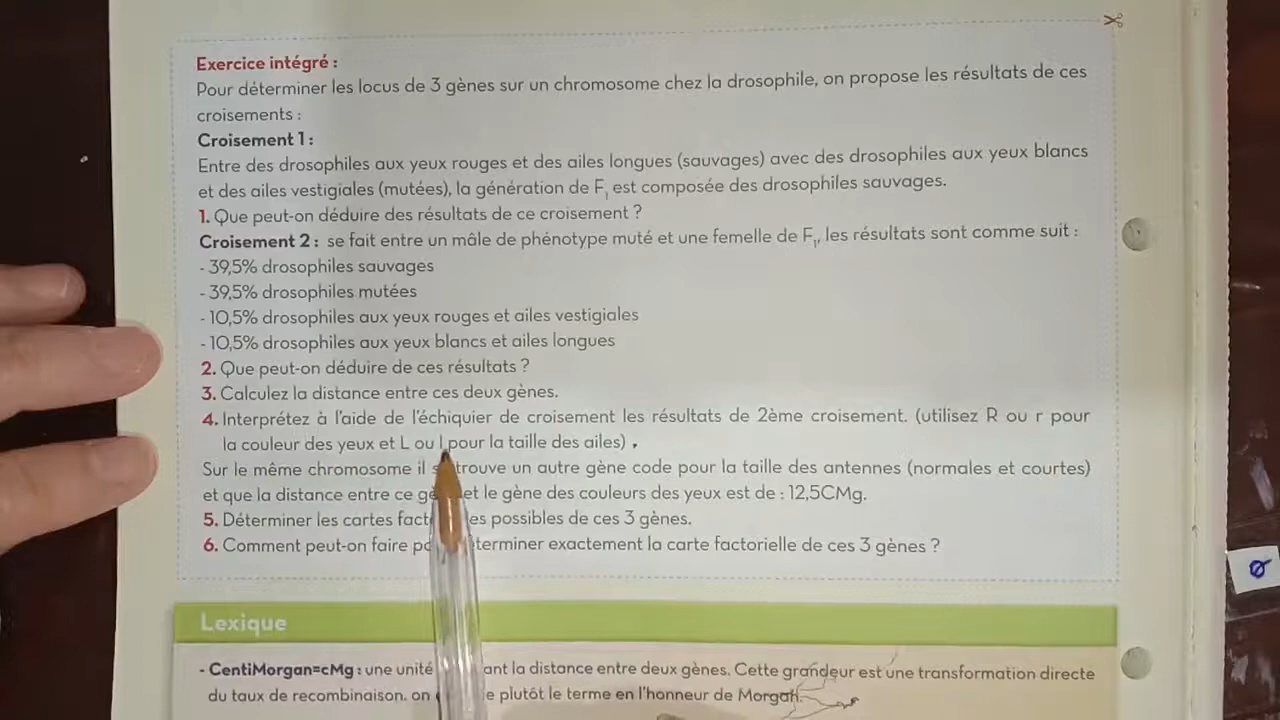 Exercice intégré :
Pour déterminer les locus de 3 gènes sur un chromosome chez la drosophile, on propose les résultats de ces
croisements :
Croisement 1 :
Entre des drosophiles aux yeux rouges et des ailes longues (sauvages) avec des drosophiles aux yeux blancs
et des ailes vestigiales (mutées), la génération de F₁ est composée des drosophiles sauvages.
1. Que peut-on déduire des résultats de ce croisement ?
Croisement 2 : se fait entre un mâle de phénotype muté et une femelle de F₁, les résultats sont comme suit :
- 39,5% drosophiles sauvages
- 39,5% drosophiles mutées
- 10,5% drosophiles aux yeux rouges et ailes vestigiales
- 10,5% drosophiles aux yeux blancs et ailes longues
2. Que peut-on déduire de ces résultats ?
3. Calculez la distance entre ces deux gènes.
4. Interprétez à l'aide de l'échiquier de croisement les résultats de 2ème croisement. (utilisez R ou r pour
la couleur des yeux et L ou l pour la taille des ailes) .
Sur le même chromosome il trouve un autre gène code pour la taille des antennes (normales et courtes)
et que la distance entre ce et le gène des couleurs des yeux est de : 12,5CMg.
5. Déterminer les cartes possibles de ces 3 gènes.
6. Comment peut-on faire déterminer exactement la carte factorielle de ces 3 gènes ?
Lexique
- CentiMorgan=cMg : une unité la distance entre deux gènes. Cette grandeur est une transformation directe
du taux de recombinaison. on plutôt le terme en l'honneur de Morgan.